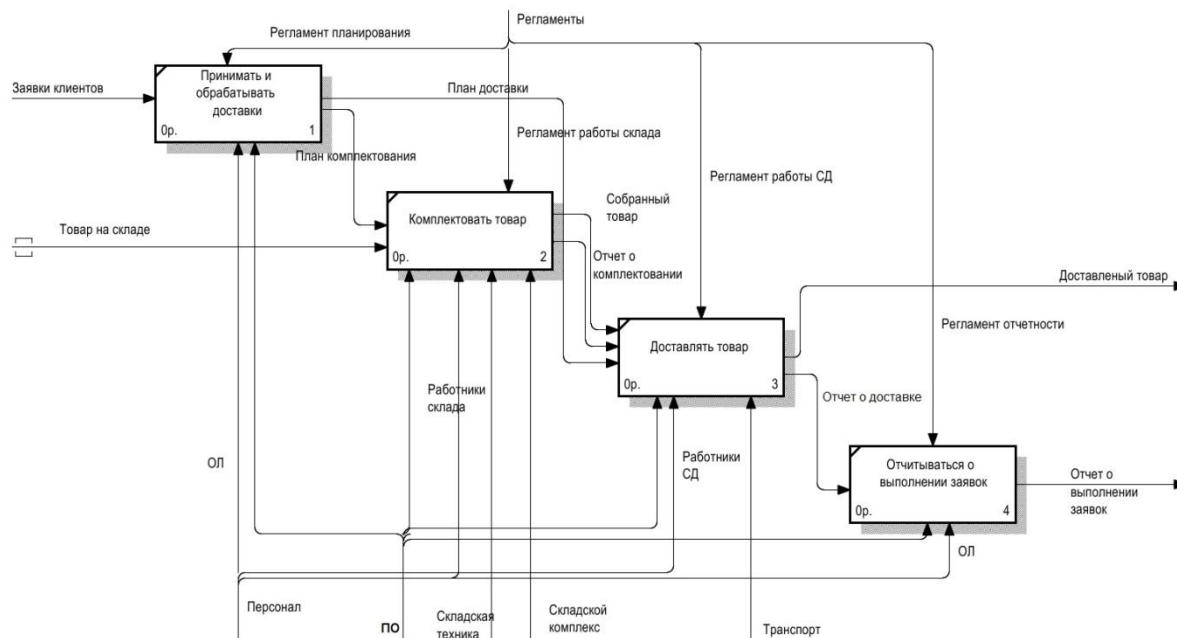 Регламенты
Регламент планирования
Принимать и
обрабатывать
доставки
0р.
1
Заявки клиентов
План доставки
Регламент работы склада
План комплектования
Регламент работы СД
Комплектовать товар
0р.
2
Собранный
товар
Товар на складе
Отчет о
комплектовании
Доставленый товар
Регламент отчетности
Доставлять товар
0р.
3
Отчет о доставке
Работники
склада
ОЛ
Работники
СД
Отчитываться о
выполнении заявок
0р.
4
Отчет о
выполнении
заявок
ОЛ
Персонал
ПО
Складская
техника
Складской
комплекс
Транспорт